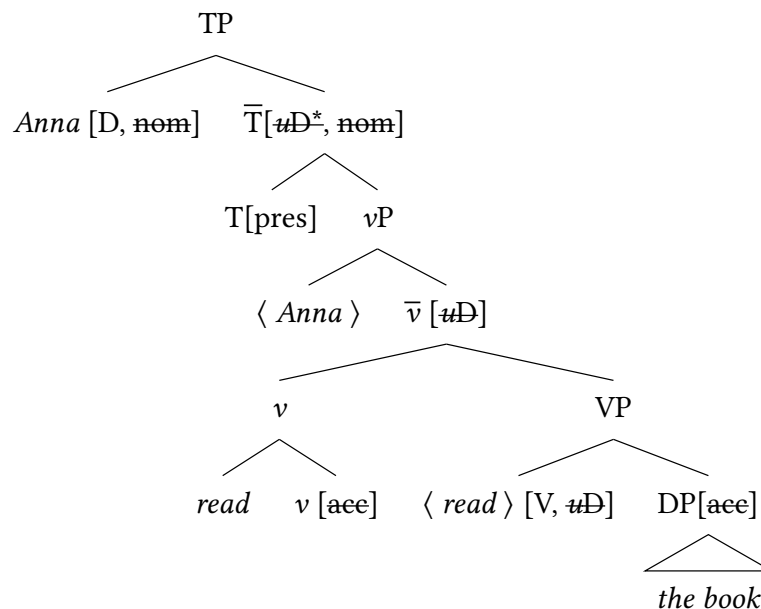 TP
Anna [D, nom] T̅[uD*, nom]
T[pres] vP
⟨ Anna ⟩ v̅ [uD]
v VP
read v [acc] ⟨ read ⟩ [V, uD] DP[acc]
the book